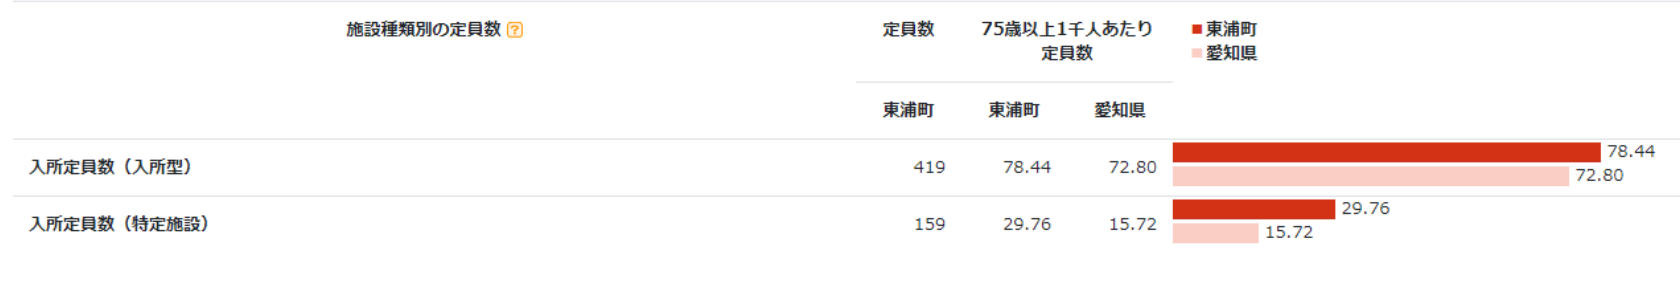 施設種類別の定員数 ?
定員数
75歳以上1千人あたり
定員数
東浦町
愛知県
東浦町 東浦町 愛知県
入所定員数（入所型） 419 78.44 72.80 78.44
72.80
入所定員数（特定施設） 159 29.76 15.72 29.76
15.72